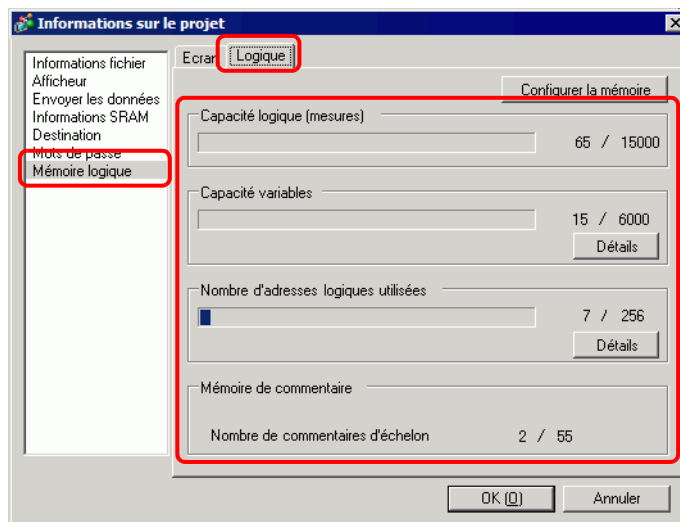 Informations sur le projet
Informations fichier
Afficheur
Envoyer les données
Informations SRAM
Destination
Mots de passe
Mémoire logique
Ecran
Logique
Configurer la mémoire
Capacité logique (mesures)
65 / 15000
Capacité variables
15 / 6000
Détails
Nombre d'adresses logiques utilisées
7 / 256
Détails
Mémoire de commentaire
Nombre de commentaires d'échelon 2 / 55
OK (O) Annuler